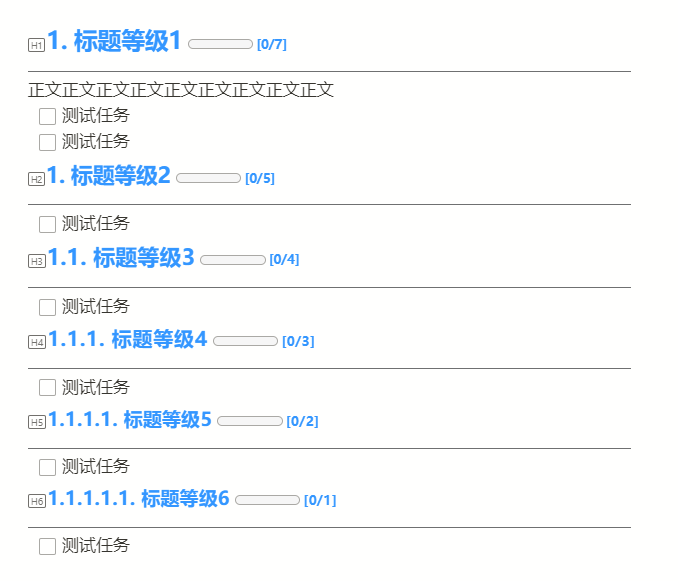 H1 1. 标题等级1 [0/7]
正文正文正文正文正文正文正文正文正文
测试任务
测试任务
H2 1. 标题等级2 [0/5]
测试任务
H3 1.1. 标题等级3 [0/4]
测试任务
H4 1.1.1. 标题等级4 [0/3]
测试任务
H5 1.1.1.1. 标题等级5 [0/2]
测试任务
H6 1.1.1.1.1. 标题等级6 [0/1]
测试任务